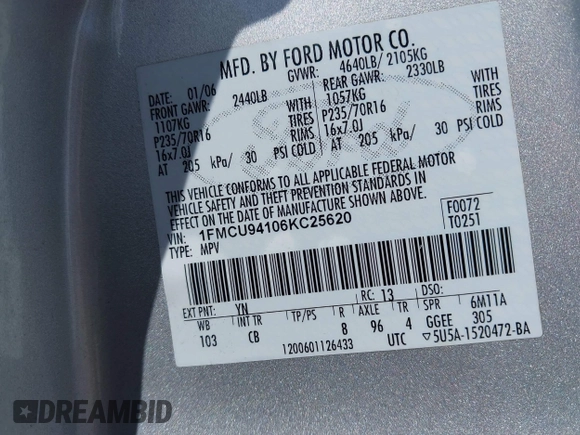 MFD. BY FORD MOTOR CO.
DATE: 01/06 GVWR: 4640LB/ 2105KG
FRONT GAWR: 2440LB REAR GAWR: 2330LB
1107KG WITH 1057KG WITH
P235/70R16 TIRES P235/70R16 TIRES
16x7.0J RIMS 16x7.0J RIMS
AT 205 kPa/ 30 PSI COLD AT 205 kPa/ 30 PSI COLD
THIS VEHICLE CONFORMS TO ALL APPLICABLE FEDERAL MOTOR
VEHICLE SAFETY AND THEFT PREVENTION STANDARDS IN
EFFECT ON THE DATE OF MANUFACTURE SHOWN ABOVE.
VIN: 1FMCU94106KC25620 F0072
TYPE: MPV T0251
EXT PNT: YN RC: 13 DSO:
WB INT TR TP/PS R AXLE TR SPR 6M11A
103 CB 8 96 4 GGEE 305
1200601126433 UTC ▽5U5A-1520472-BA
Ford
DREAMBID